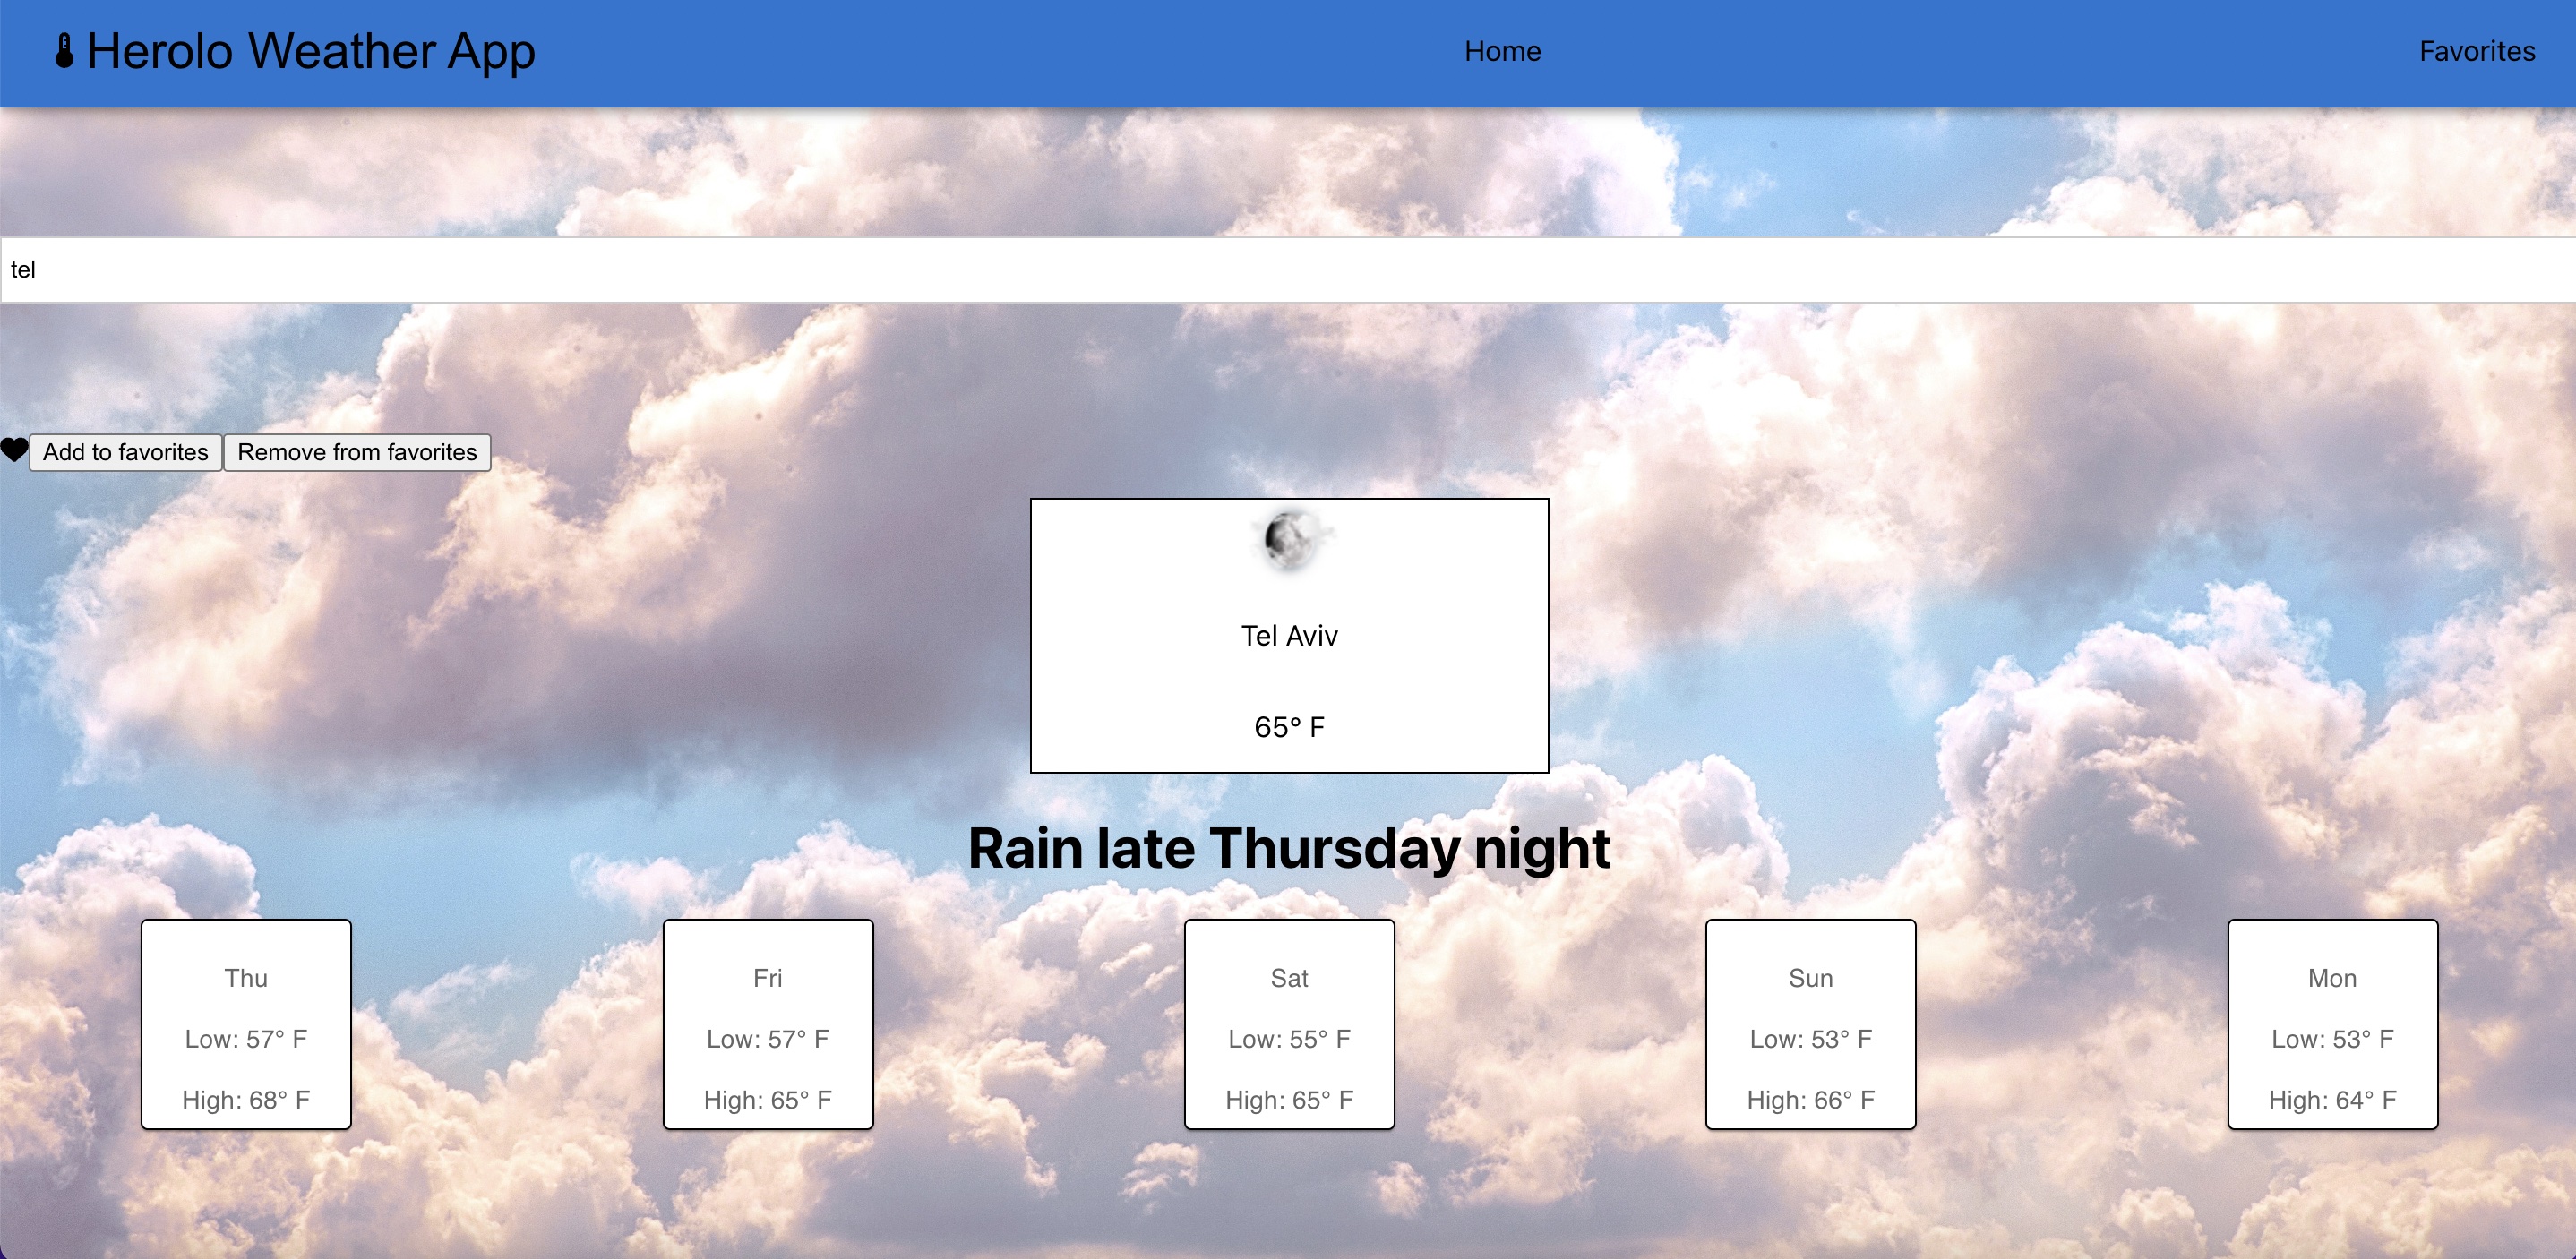 Herolo Weather App Home Favorites
tel
Add to favorites Remove from favorites
Tel Aviv
65° F
Rain late Thursday night
Thu
Low: 57° F
High: 68° F
Fri
Low: 57° F
High: 65° F
Sat
Low: 55° F
High: 65° F
Sun
Low: 53° F
High: 66° F
Mon
Low: 53° F
High: 64° F